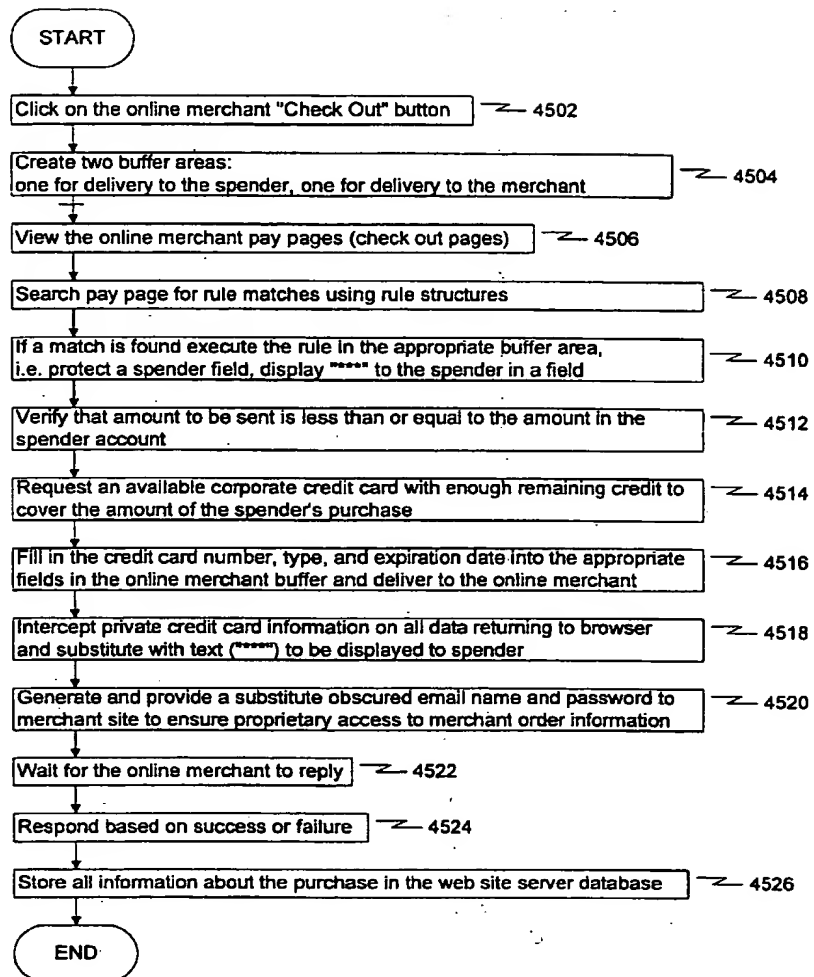 START
Click on the online merchant "Check Out" button
4502
Create two buffer areas:
4504
one for delivery to the spender, one for delivery to the merchant
View the online merchant pay pages (check out pages)
4506
Search pay page for rule matches using rule structures
4508
If a match is found execute the rule in the appropriate buffer area,
4510
i.e. protect a spender field, display "****" to the spender in a field
Verify that amount to be sent is less than or equal to the amount in the
4512
spender account
Request an available corporate credit card with enough remaining credit to
4514
cover the amount of the spender's purchase
Fill in the credit card number, type, and expiration date into the appropriate
4516
fields in the online merchant buffer and deliver to the online merchant
Intercept private credit card information on all data returning to browser
4518
and substitute with text ("****") to be displayed to spender
Generate and provide a substitute obscured email name and password to
4520
merchant site to ensure proprietary access to merchant order information
Wait for the online merchant to reply
4522
Respond based on success or failure
4524
Store all information about the purchase in the web site server database
4526
END